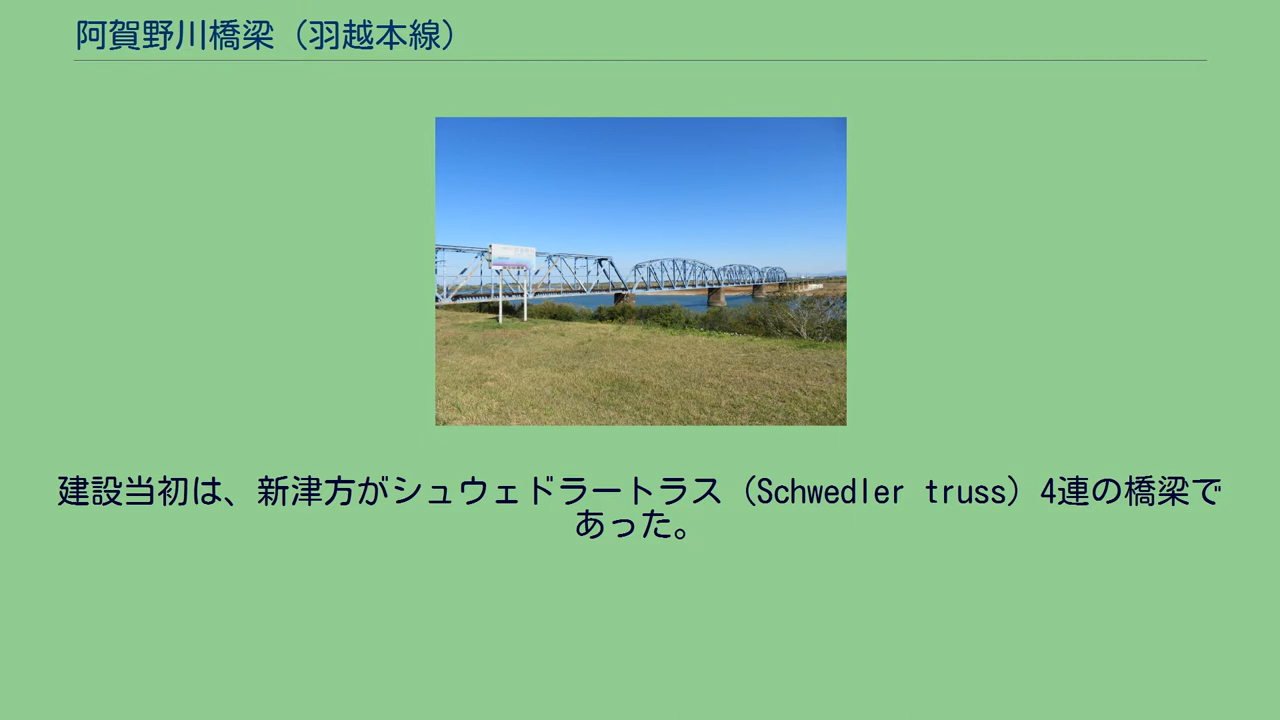 阿賀野川橋梁（羽越本線）
建設当初は、新津方がシュウェドラートラス（Schwedler truss）4連の橋梁で
あった。